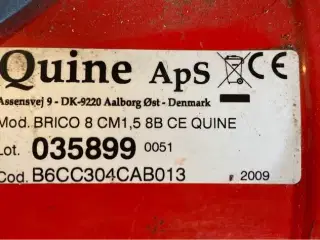 Quine ApS CE
Assensvej 9 - DK-9220 Aalborg Øst - Denmark
Mod. BRICO 8 CM1,5 8B CE QUINE
Lot. 035899 0051
Cod. B6CC304CAB013 2009